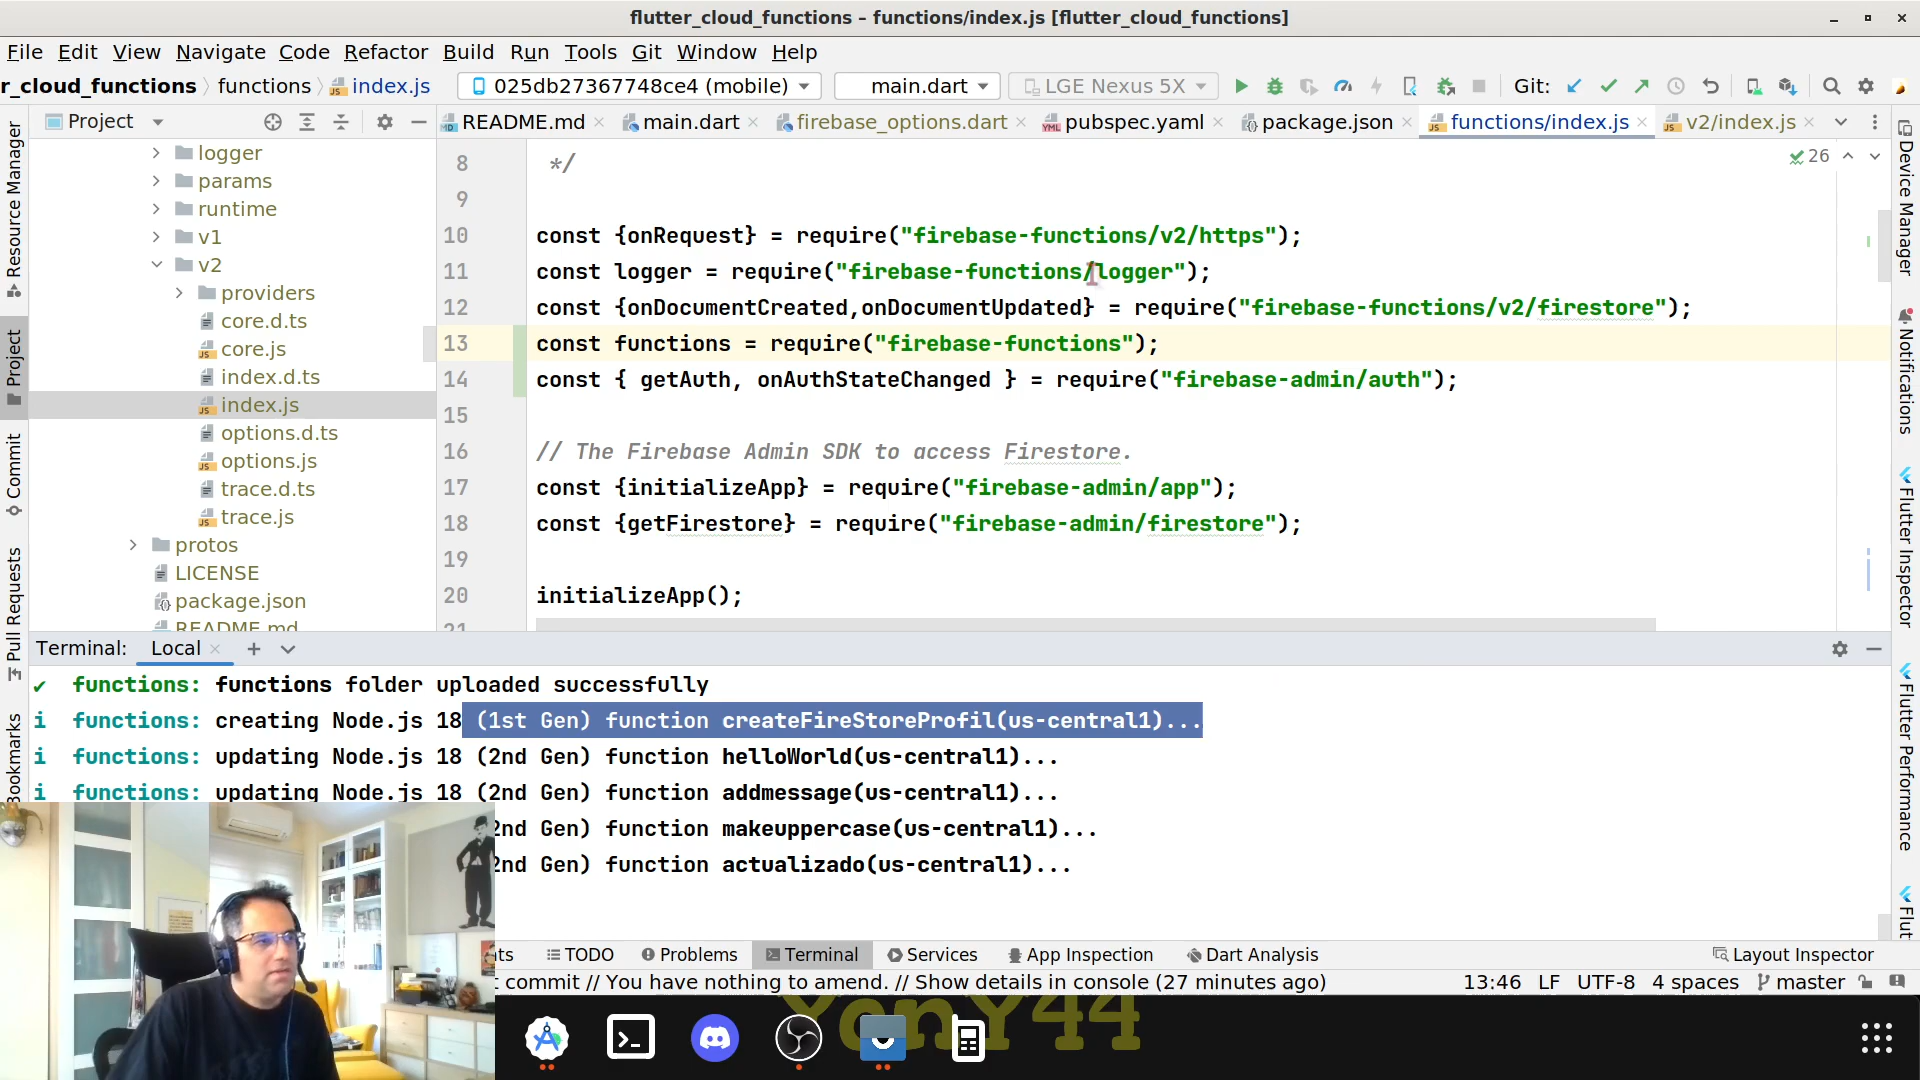 flutter_cloud_functions – functions/index.js [flutter_cloud_functions]
File Edit View Navigate Code Refactor Build Run Tools Git Window Help
r_cloud_functions functions index.js 025db27367748ce4 (mobile) main.dart LGE Nexus 5X Git:
Project
README.md main.dart firebase_options.dart pubspec.yaml package.json functions/index.js v2/index.js
logger
params
runtime
v1
v2
providers
core.d.ts
core.js
index.d.ts
index.js
options.d.ts
options.js
trace.d.ts
trace.js
protos
LICENSE
package.json
README.md
26
8 */
9
10 const {onRequest} = require("firebase-functions/v2/https");
11 const logger = require("firebase-functions/logger");
12 const {onDocumentCreated,onDocumentUpdated} = require("firebase-functions/v2/firestore");
13 const functions = require("firebase-functions");
14 const { getAuth, onAuthStateChanged } = require("firebase-admin/auth");
15
16 // The Firebase Admin SDK to access Firestore.
17 const {initializeApp} = require("firebase-admin/app");
18 const {getFirestore} = require("firebase-admin/firestore");
19
20 initializeApp();
21
Resource Manager
Project
Commit
Pull Requests
Bookmarks
Device Manager
Notifications
Flutter Inspector
Flutter Performance
Flut
Terminal: Local
✔ functions: functions folder uploaded successfully
i functions: creating Node.js 18 (1st Gen) function createFireStoreProfil(us-central1)...
i functions: updating Node.js 18 (2nd Gen) function helloWorld(us-central1)...
i functions: updating Node.js 18 (2nd Gen) function addmessage(us-central1)...
2nd Gen) function makeuppercase(us-central1)...
2nd Gen) function actualizado(us-central1)...
ts TODO Problems Terminal Services App Inspection Dart Analysis Layout Inspector
t commit // You have nothing to amend. // Show details in console (27 minutes ago) 13:46 LF UTF-8 4 spaces master
YonY44